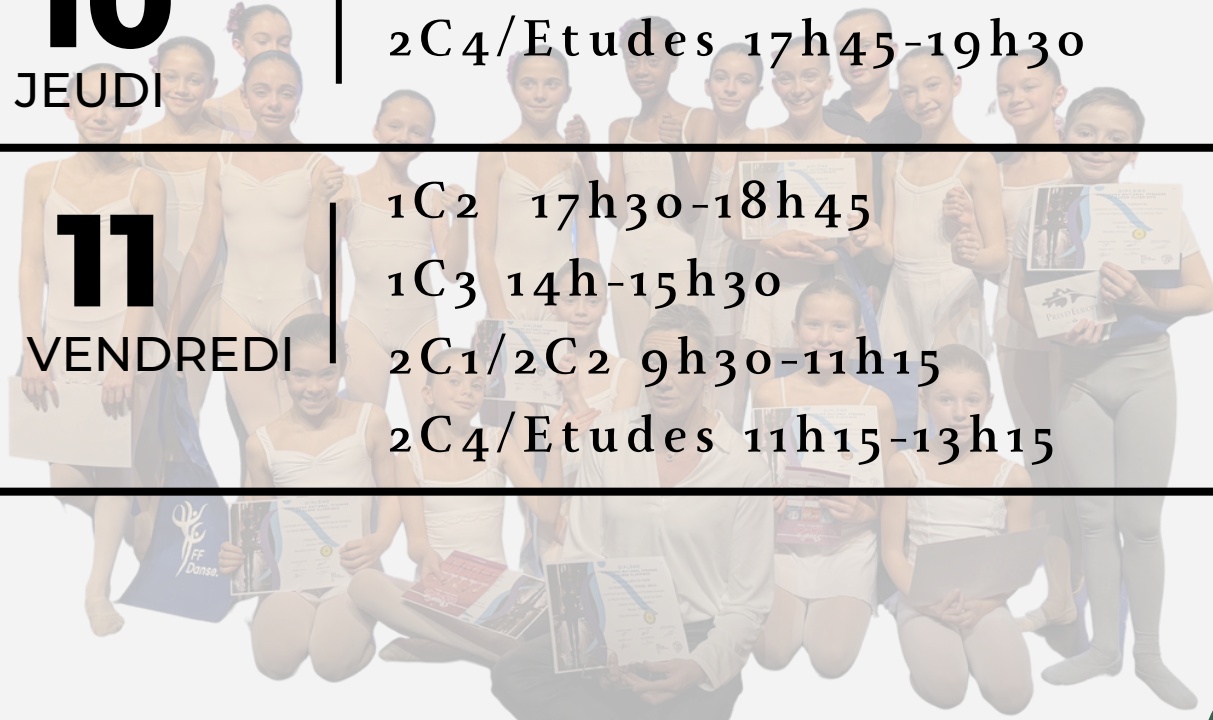 10
JEUDI
2C4/Etudes 17h45-19h30
11
VENDREDI
1C2 17h30-18h45
1C3 14h-15h30
2C1/2C2 9h30-11h15
2C4/Etudes 11h15-13h15
FF
Danse.